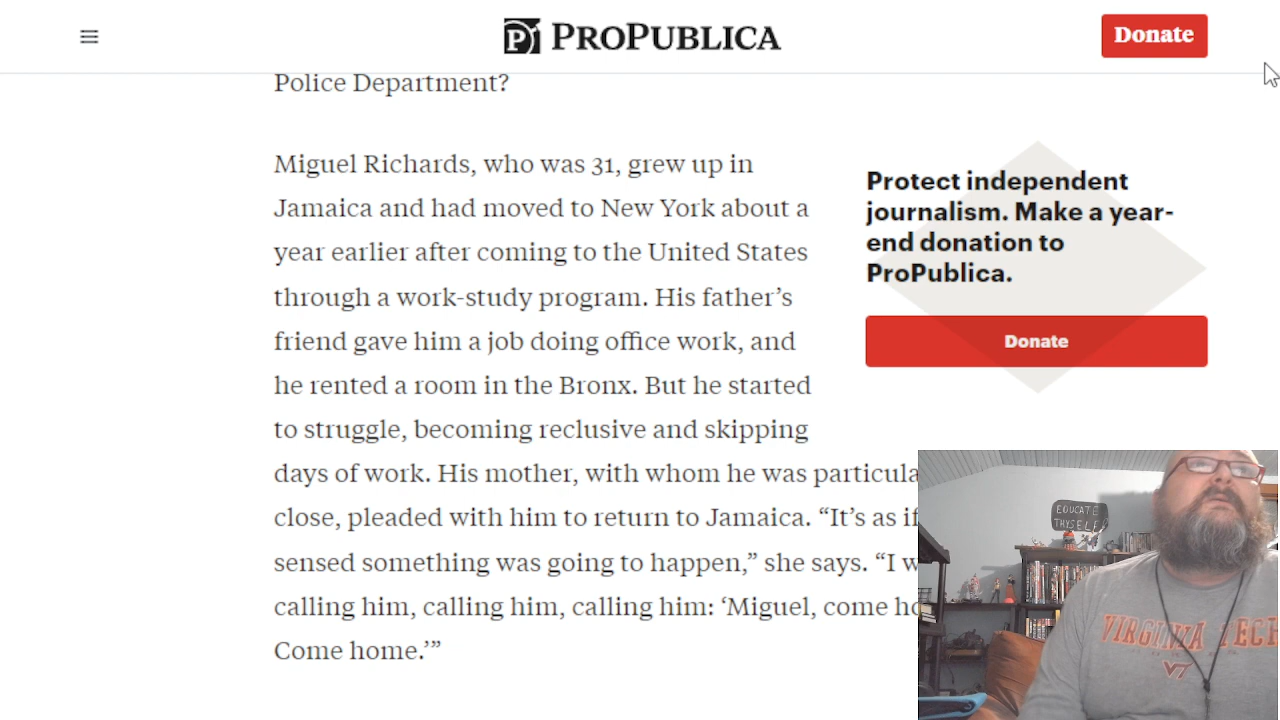 PROPUBLICA
Donate
Police Department?
Miguel Richards, who was 31, grew up in
Jamaica and had moved to New York about a
year earlier after coming to the United States
through a work-study program. His father’s
friend gave him a job doing office work, and
he rented a room in the Bronx. But he started
to struggle, becoming reclusive and skipping
days of work. His mother, with whom he was particula
close, pleaded with him to return to Jamaica. “It’s as if
sensed something was going to happen,” she says. “I w
calling him, calling him, calling him: ‘Miguel, come ho
Come home.’”
Protect independent
journalism. Make a year-
end donation to
ProPublica.
Donate
EDUCATE
THYSELF
VIRGINIA TECH
VT